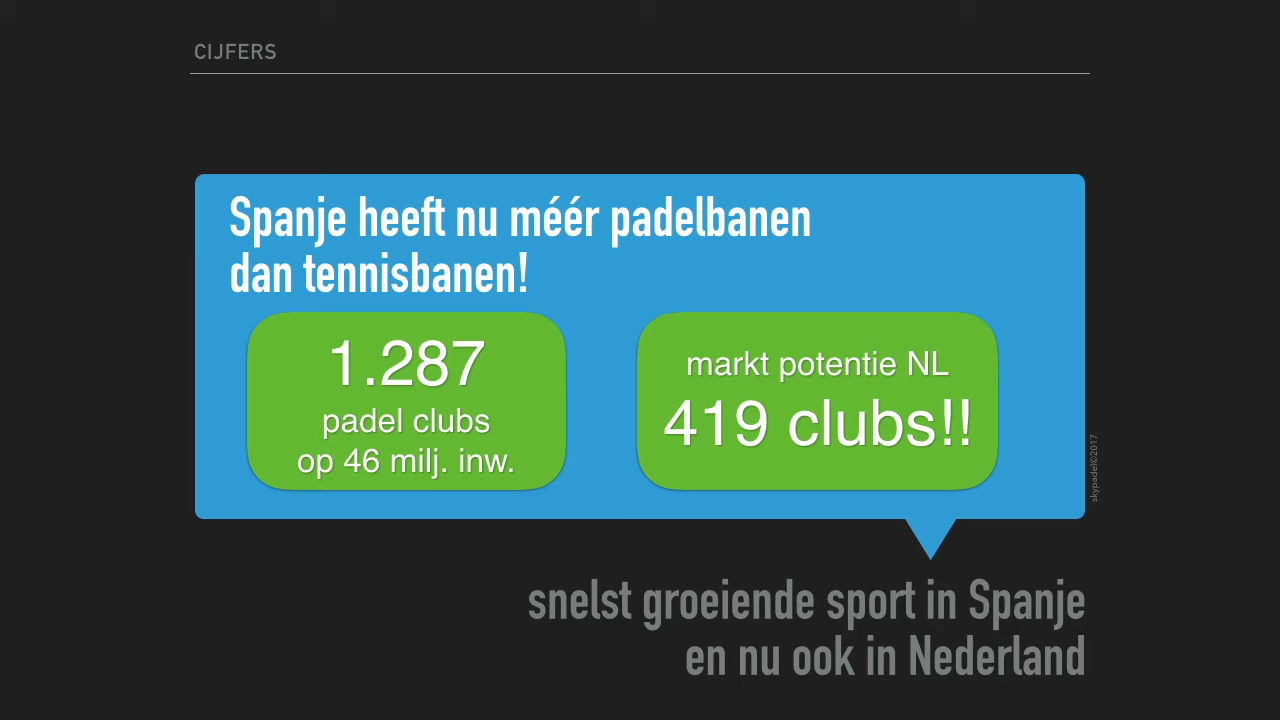 CIJFERS
Spanje heeft nu méér padelbanen
dan tennisbanen!
1.287
padel clubs
op 46 milj. inw.
markt potentie NL
419 clubs!!
skypadel©2017
snelst groeiende sport in Spanje
en nu ook in Nederland